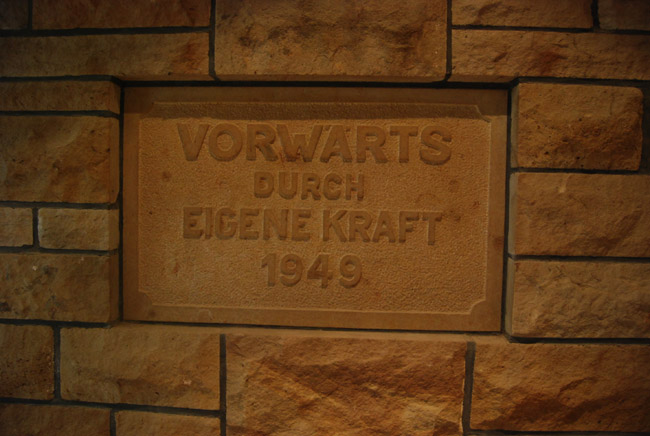 VORWÄRTS
DURCH
EIGENE KRAFT
1949